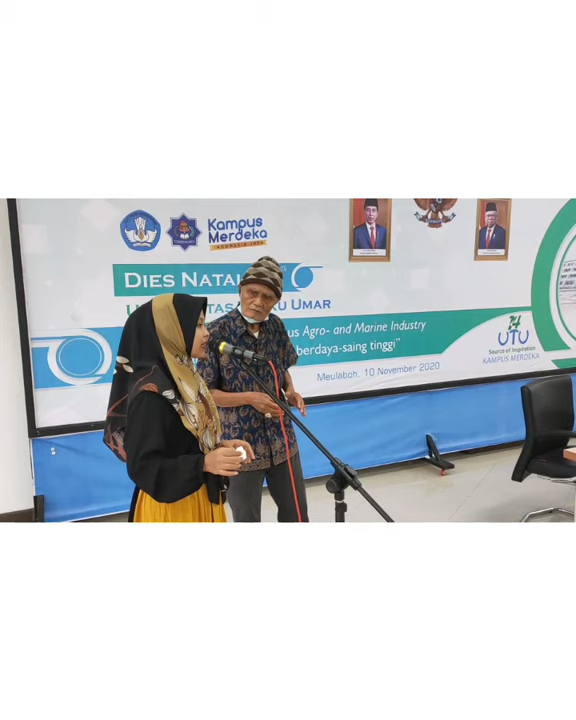 Kampus
Merdeka
INDONESIA JAYA
DIES NATAL
TAS U UMAR
us Agro- and Marine Industry
berdaya-saing tinggi”
Meulaboh, 10 November 2020
UTU
Source of Inspiration
KAMPUS MERDEKA